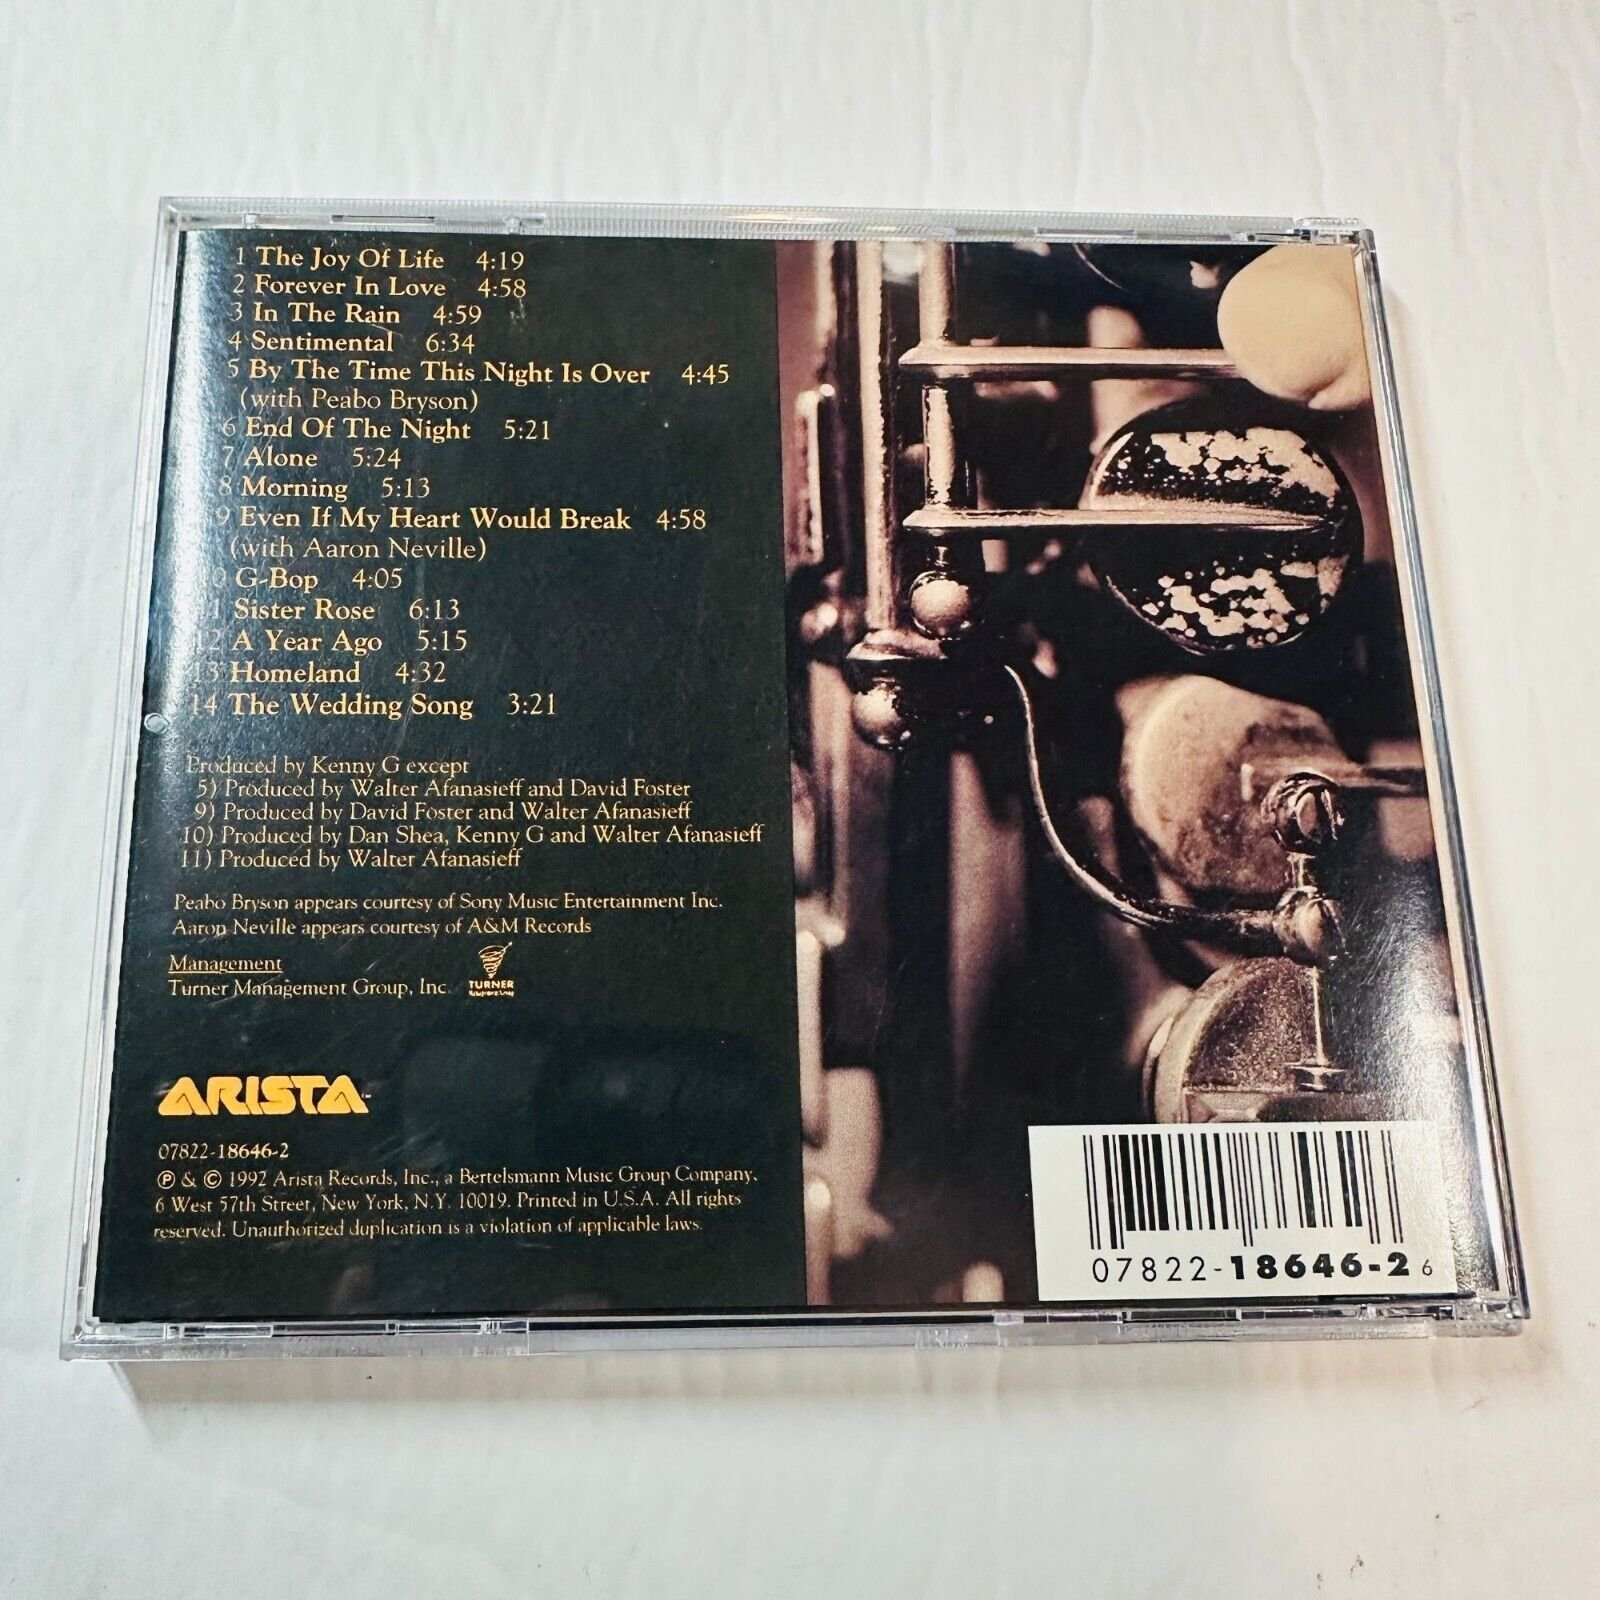 1 The Joy Of Life 4:19
2 Forever In Love 4:58
3 In The Rain 4:59
4 Sentimental 6:34
5 By The Time This Night Is Over 4:45
(with Peabo Bryson)
6 End Of The Night 5:21
7 Alone 5:24
8 Morning 5:13
9 Even If My Heart Would Break 4:58
(with Aaron Neville)
10 G-Bop 4:05
11 Sister Rose 6:13
12 A Year Ago 5:15
13 Homeland 4:32
14 The Wedding Song 3:21
Produced by Kenny G except
5) Produced by Walter Afanasieff and David Foster
9) Produced by David Foster and Walter Afanasieff
10) Produced by Dan Shea, Kenny G and Walter Afanasieff
11) Produced by Walter Afanasieff
Peabo Bryson appears courtesy of Sony Music Entertainment Inc.
Aaron Neville appears courtesy of A&M Records
Management
Turner Management Group, Inc.
TURNER
ARISTA
07822-18646-2
℗ & © 1992 Arista Records, Inc., a Bertelsmann Music Group Company,
6 West 57th Street, New York, N.Y. 10019. Printed in U.S.A. All rights
reserved. Unauthorized duplication is a violation of applicable laws.
07822-18646-2 6